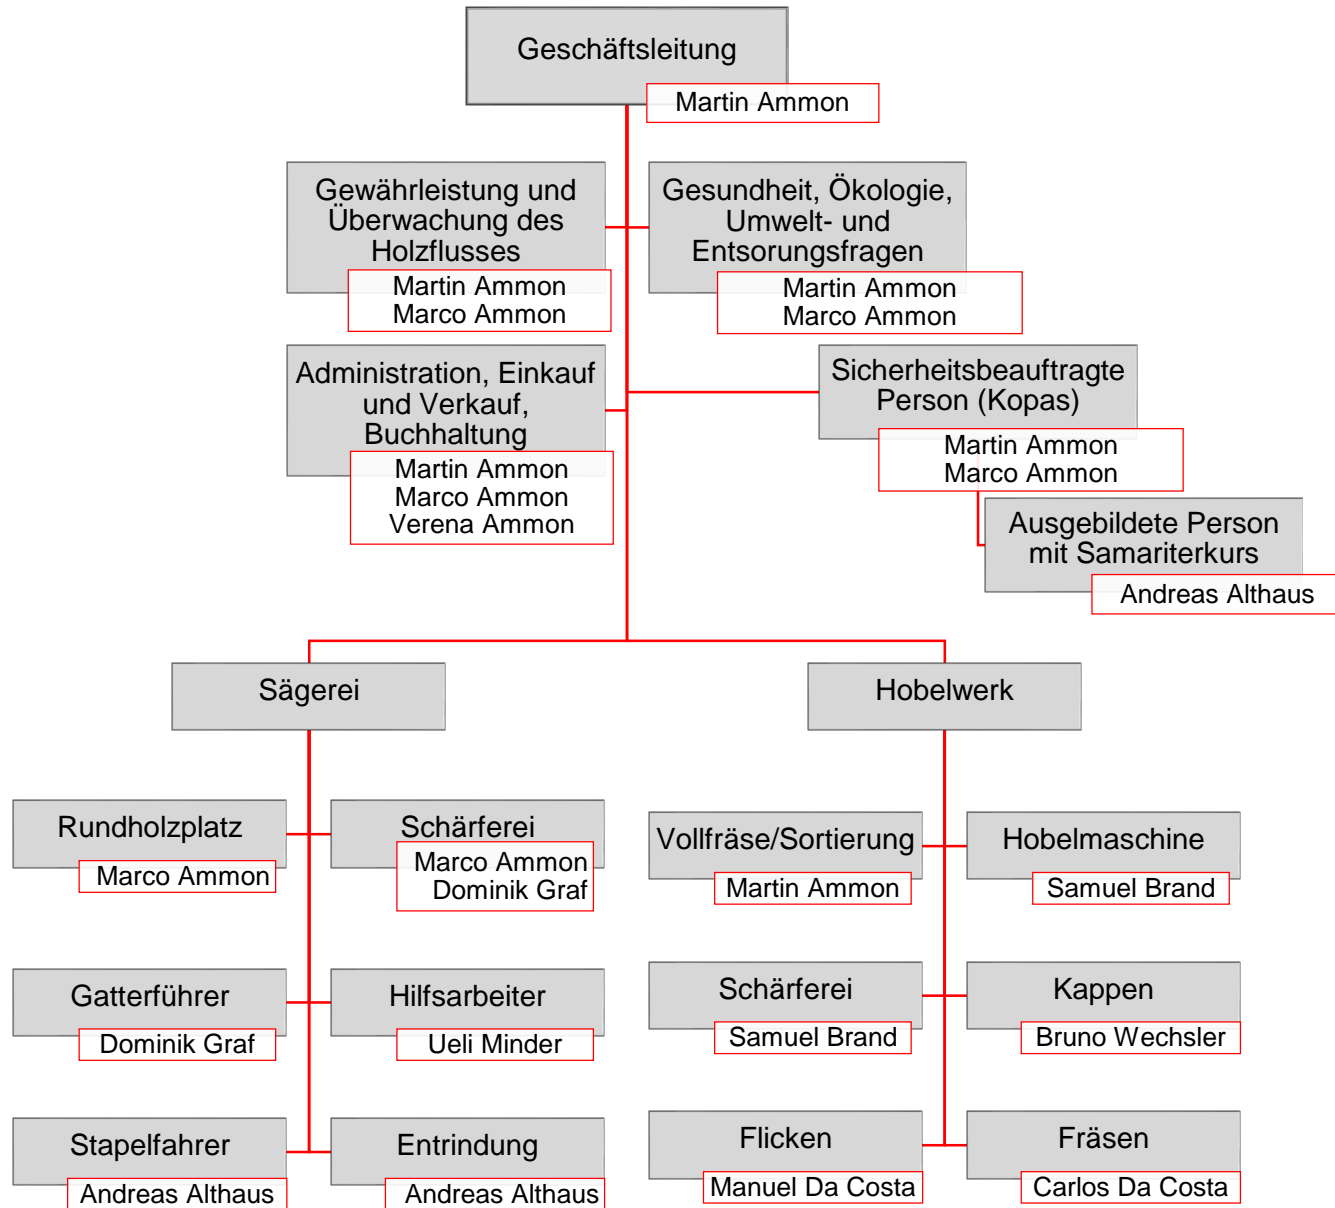 Geschäftsleitung
Martin Ammon
Gewährleistung und
Überwachung des
Holzflusses
Martin Ammon
Marco Ammon
Gesundheit, Ökologie,
Umwelt- und
Entsorungsfragen
Martin Ammon
Marco Ammon
Administration, Einkauf
und Verkauf,
Buchhaltung
Martin Ammon
Marco Ammon
Verena Ammon
Sicherheitsbeauftragte
Person (Kopas)
Martin Ammon
Marco Ammon
Ausgebildete Person
mit Samariterkurs
Andreas Althaus
Sägerei
Rundholzplatz
Marco Ammon
Schärferei
Marco Ammon
Dominik Graf
Gatterführer
Dominik Graf
Hilfsarbeiter
Ueli Minder
Stapelfahrer
Andreas Althaus
Entrindung
Andreas Althaus
Hobelwerk
Vollfräse/Sortierung
Martin Ammon
Hobelmaschine
Samuel Brand
Schärferei
Samuel Brand
Kappen
Bruno Wechsler
Flicken
Manuel Da Costa
Fräsen
Carlos Da Costa